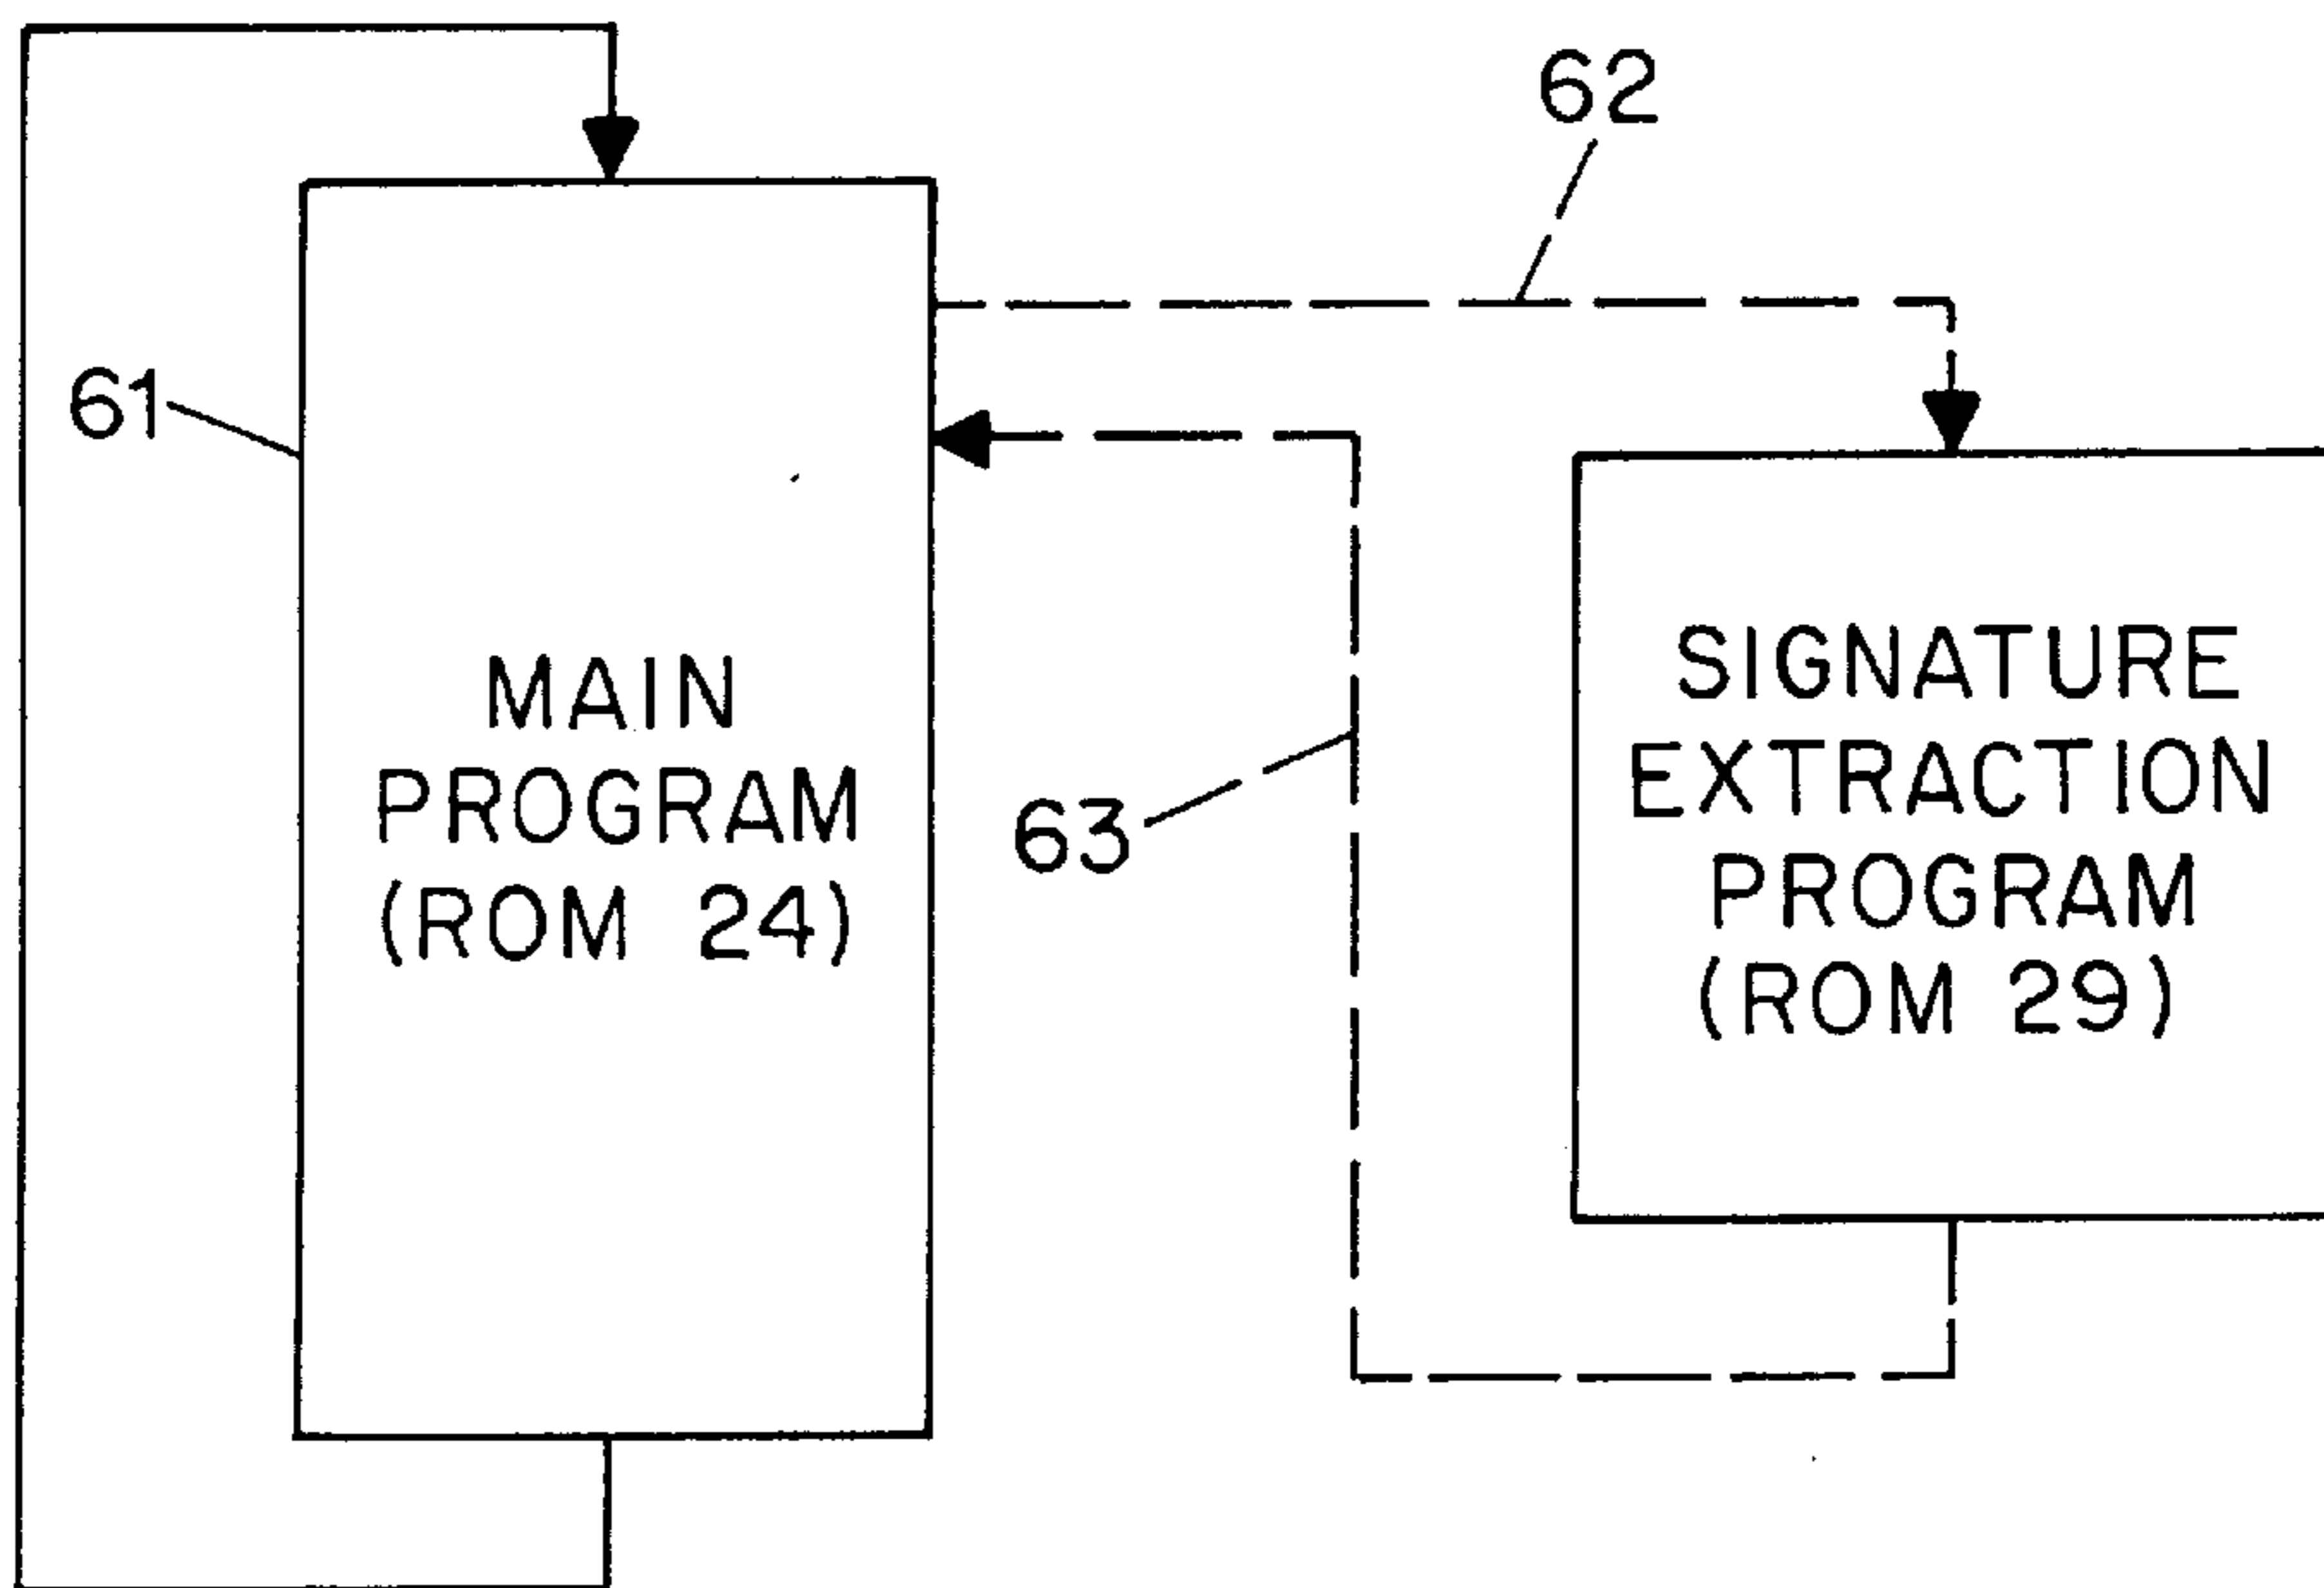 62
61
MAIN
PROGRAM
(ROM 24)
63
SIGNATURE
EXTRACTION
PROGRAM
(ROM 29)